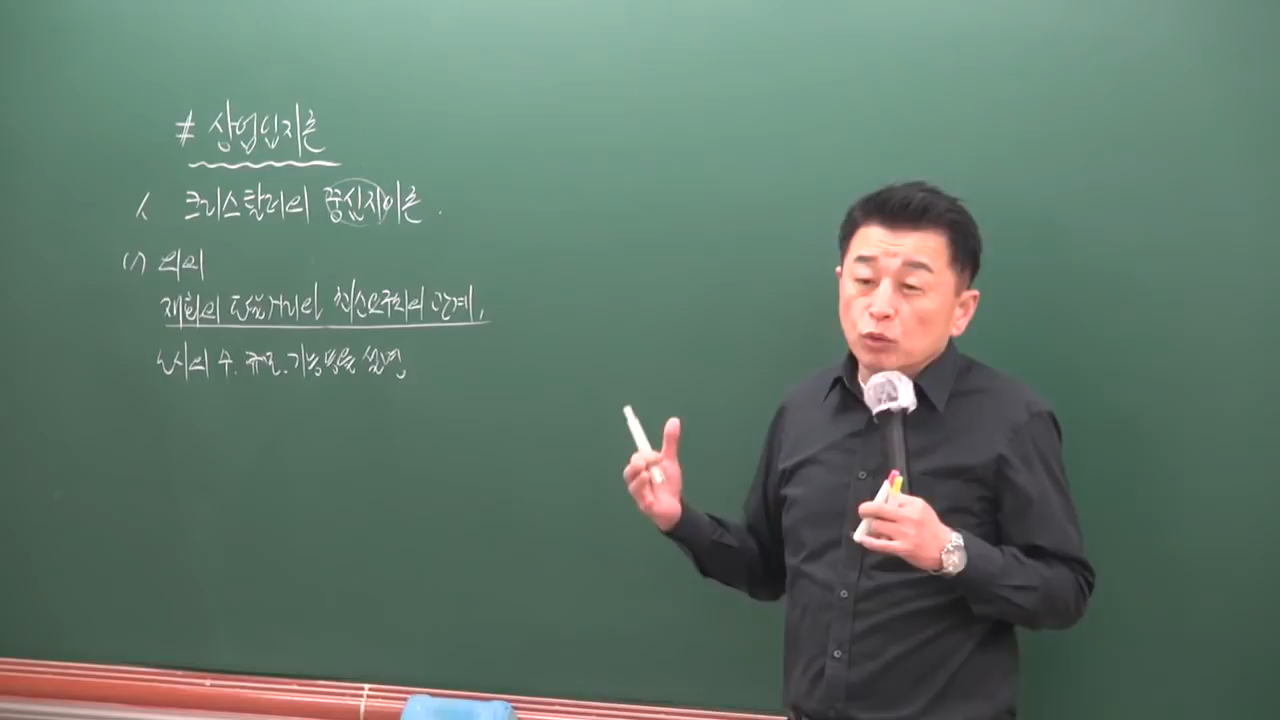 # 상업입지론
1. 크리스탈러의 중심지이론.
(1) 의의
재화의 도달거리와 최소요구치의 관계,
도시의 수.규모.기능 등을 설명